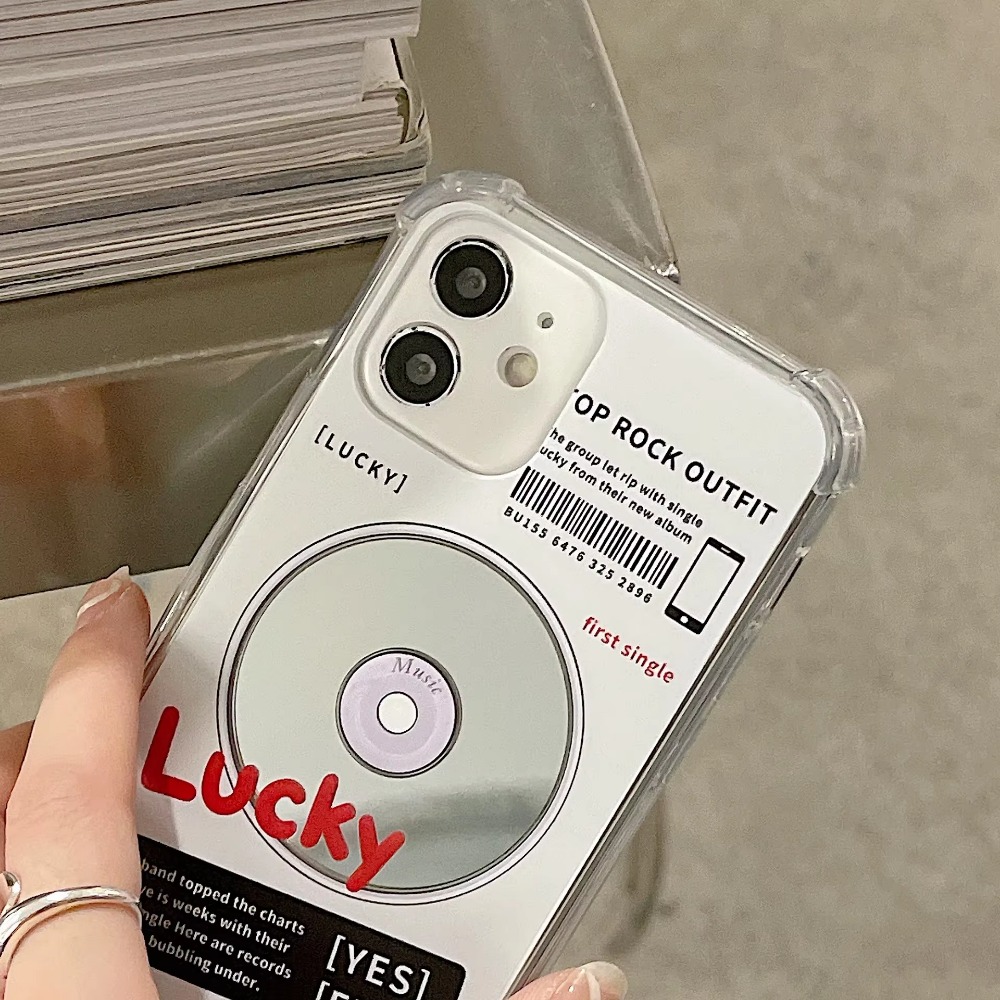 TOP ROCK OUTFIT
he group let rip with single
ucky from their new album
BU155 6476 325 2896
[LUCKY]
first single
Music
Lucky
band topped the charts
ve is weeks with their
ngle Here are records
bubbling under.
[YES]